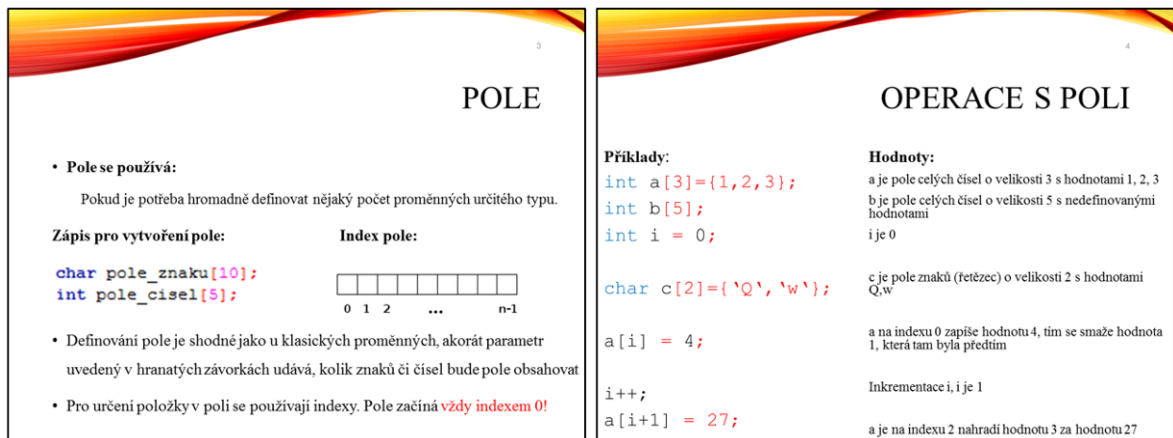 3
POLE
• Pole se používá:
Pokud je potřeba hromadně definovat nějaký počet proměnných určitého typu.
Zápis pro vytvoření pole:
Index pole:
char pole_znaku[10];
int pole_cisel[5];
0 1 2 ... n-1
• Definování pole je shodné jako u klasických proměnných, akorát parametr
uvedený v hranatých závorkách udává, kolik znaků či čísel bude pole obsahovat
• Pro určení položky v poli se používají indexy. Pole začíná vždy indexem 0!
4
OPERACE S POLI
Příklady:
int a[3]={1,2,3};
int b[5];
int i = 0;
char c[2]={‘Q‘,‘w‘};
a[i] = 4;
i++;
a[i+1] = 27;
Hodnoty:
a je pole celých čísel o velikosti 3 s hodnotami 1, 2, 3
b je pole celých čísel o velikosti 5 s nedefinovanými
hodnotami
i je 0
c je pole znaků (řetězec) o velikosti 2 s hodnotami
Q,w
a na indexu 0 zapíše hodnotu 4, tím se smaže hodnota
1, která tam byla předtím
Inkrementace i, i je 1
a je na indexu 2 nahradí hodnotu 3 za hodnotu 27